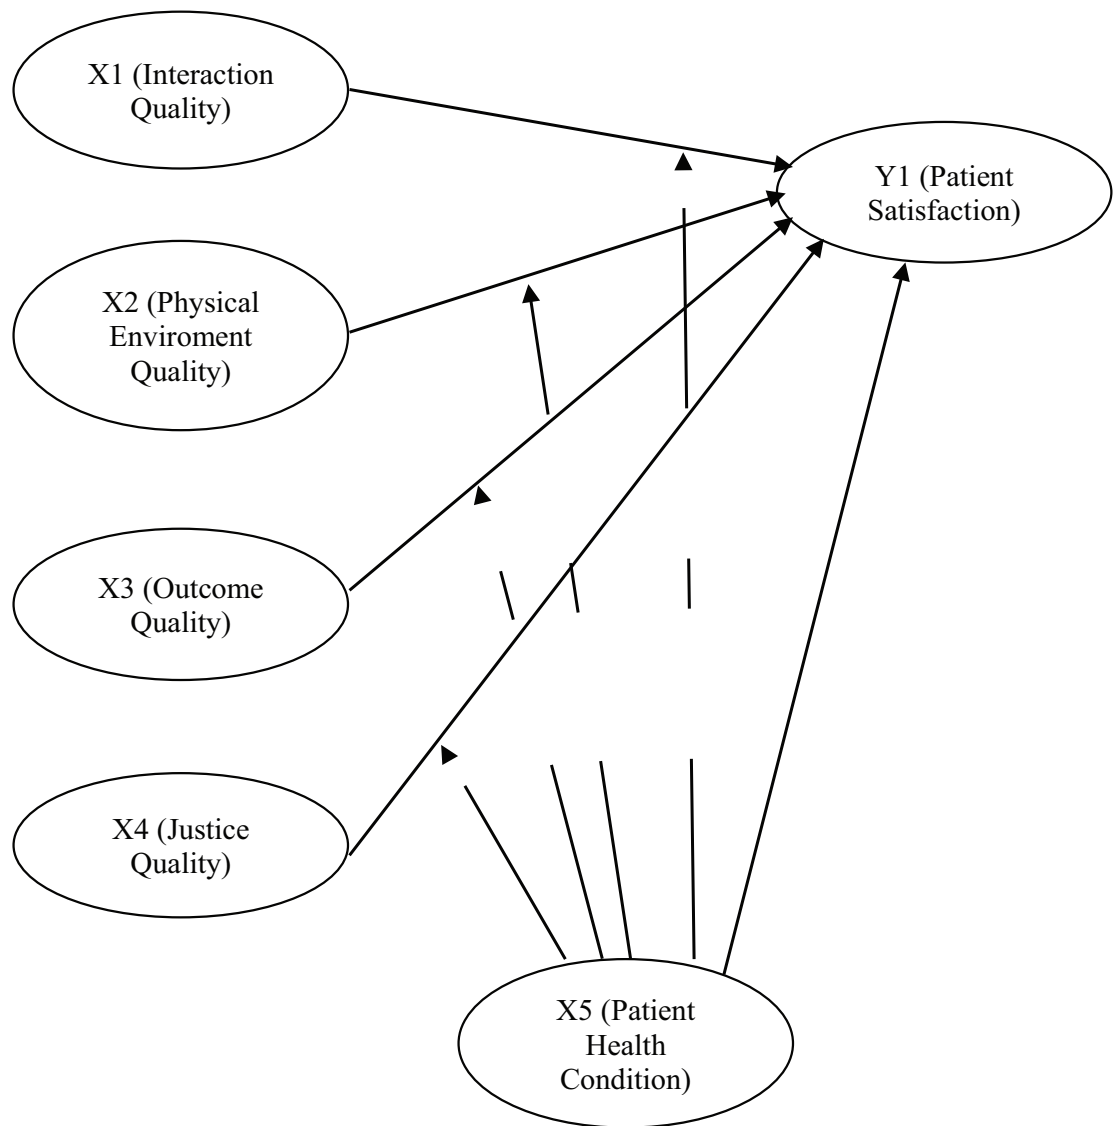 X1 (Interaction
Quality)
Y1 (Patient
Satisfaction)
X2 (Physical
Enviroment
Quality)
X3 (Outcome
Quality)
X4 (Justice
Quality)
X5 (Patient
Health
Condition)